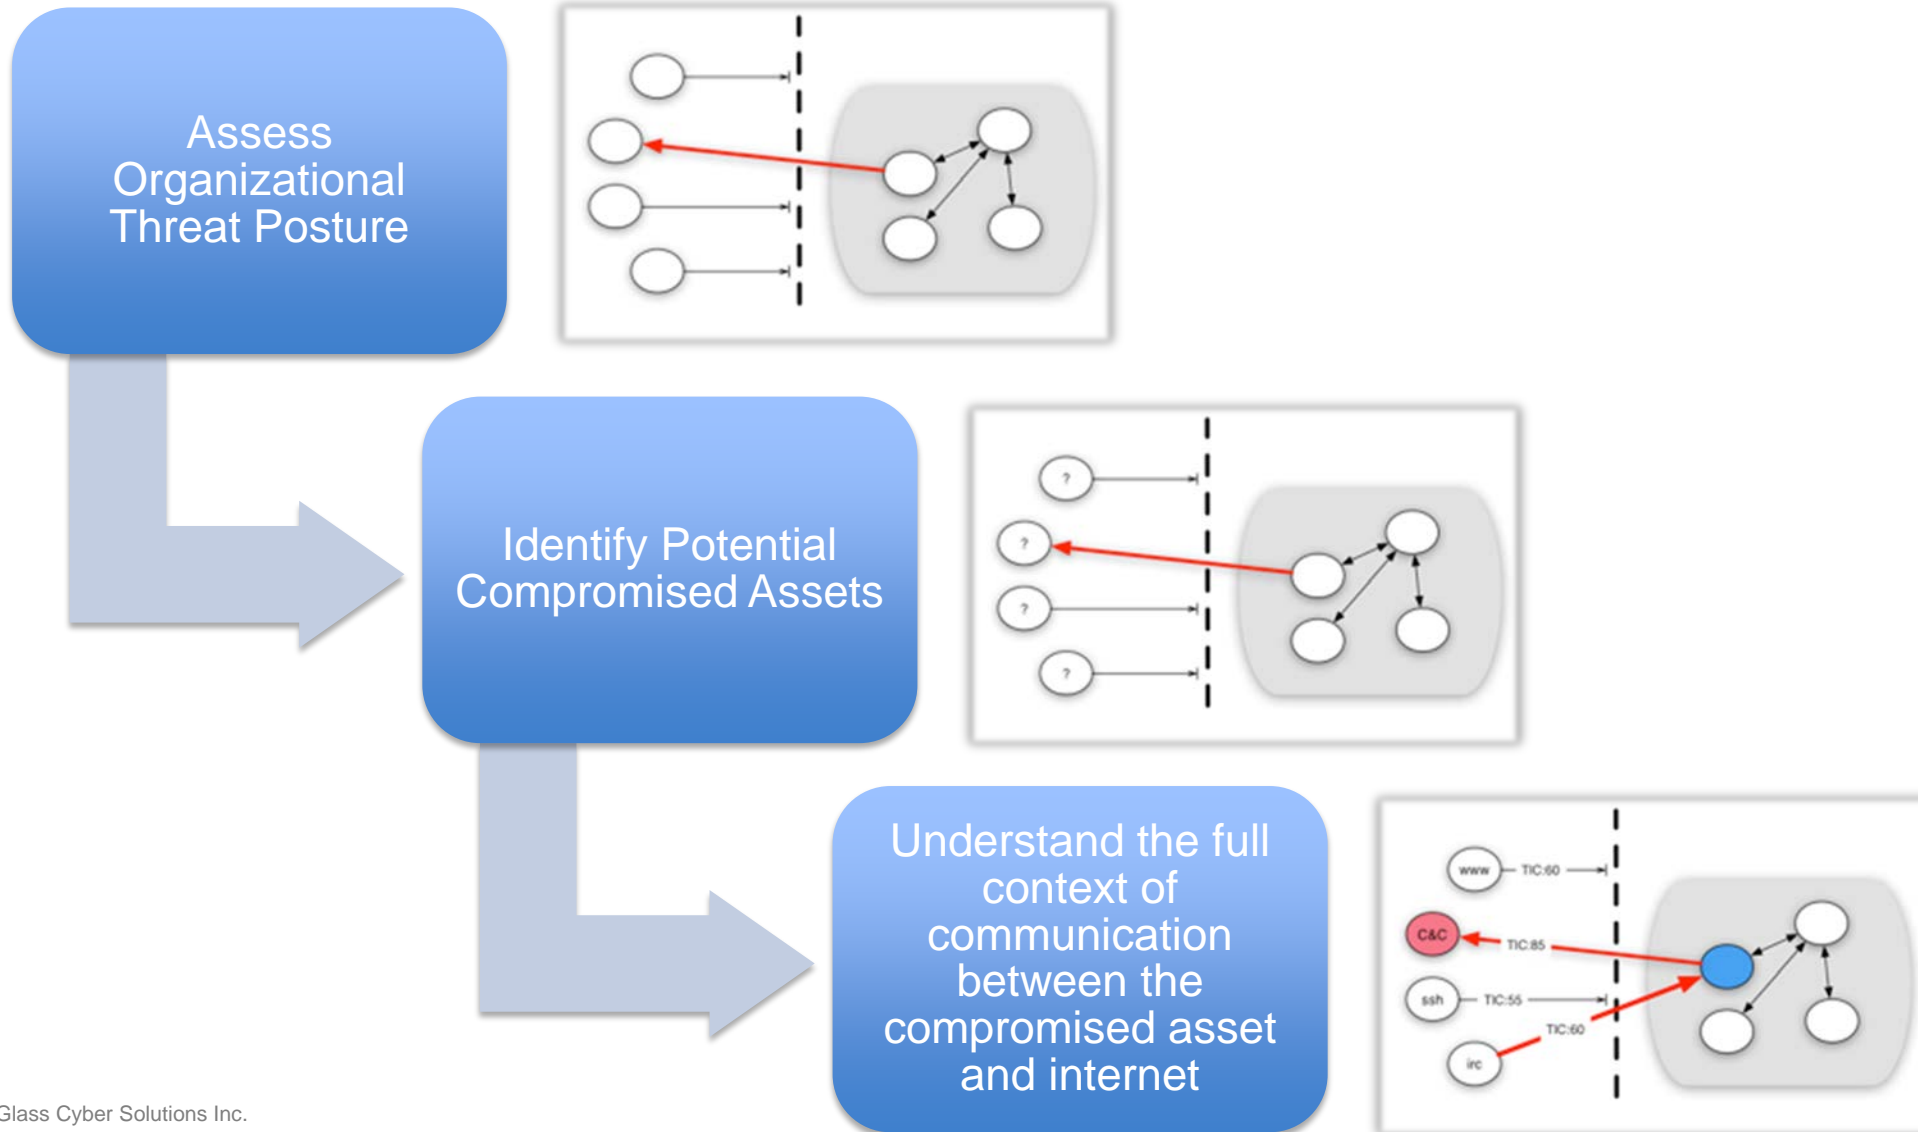 Assess
Organizational
Threat Posture
Identify Potential
Compromised Assets
?
?
?
?
Understand the full
context of
communication
between the
compromised asset
and internet
www
TIC:60
C&C
TIC:85
ssh
TIC:55
TIC:60
irc
Glass Cyber Solutions Inc.